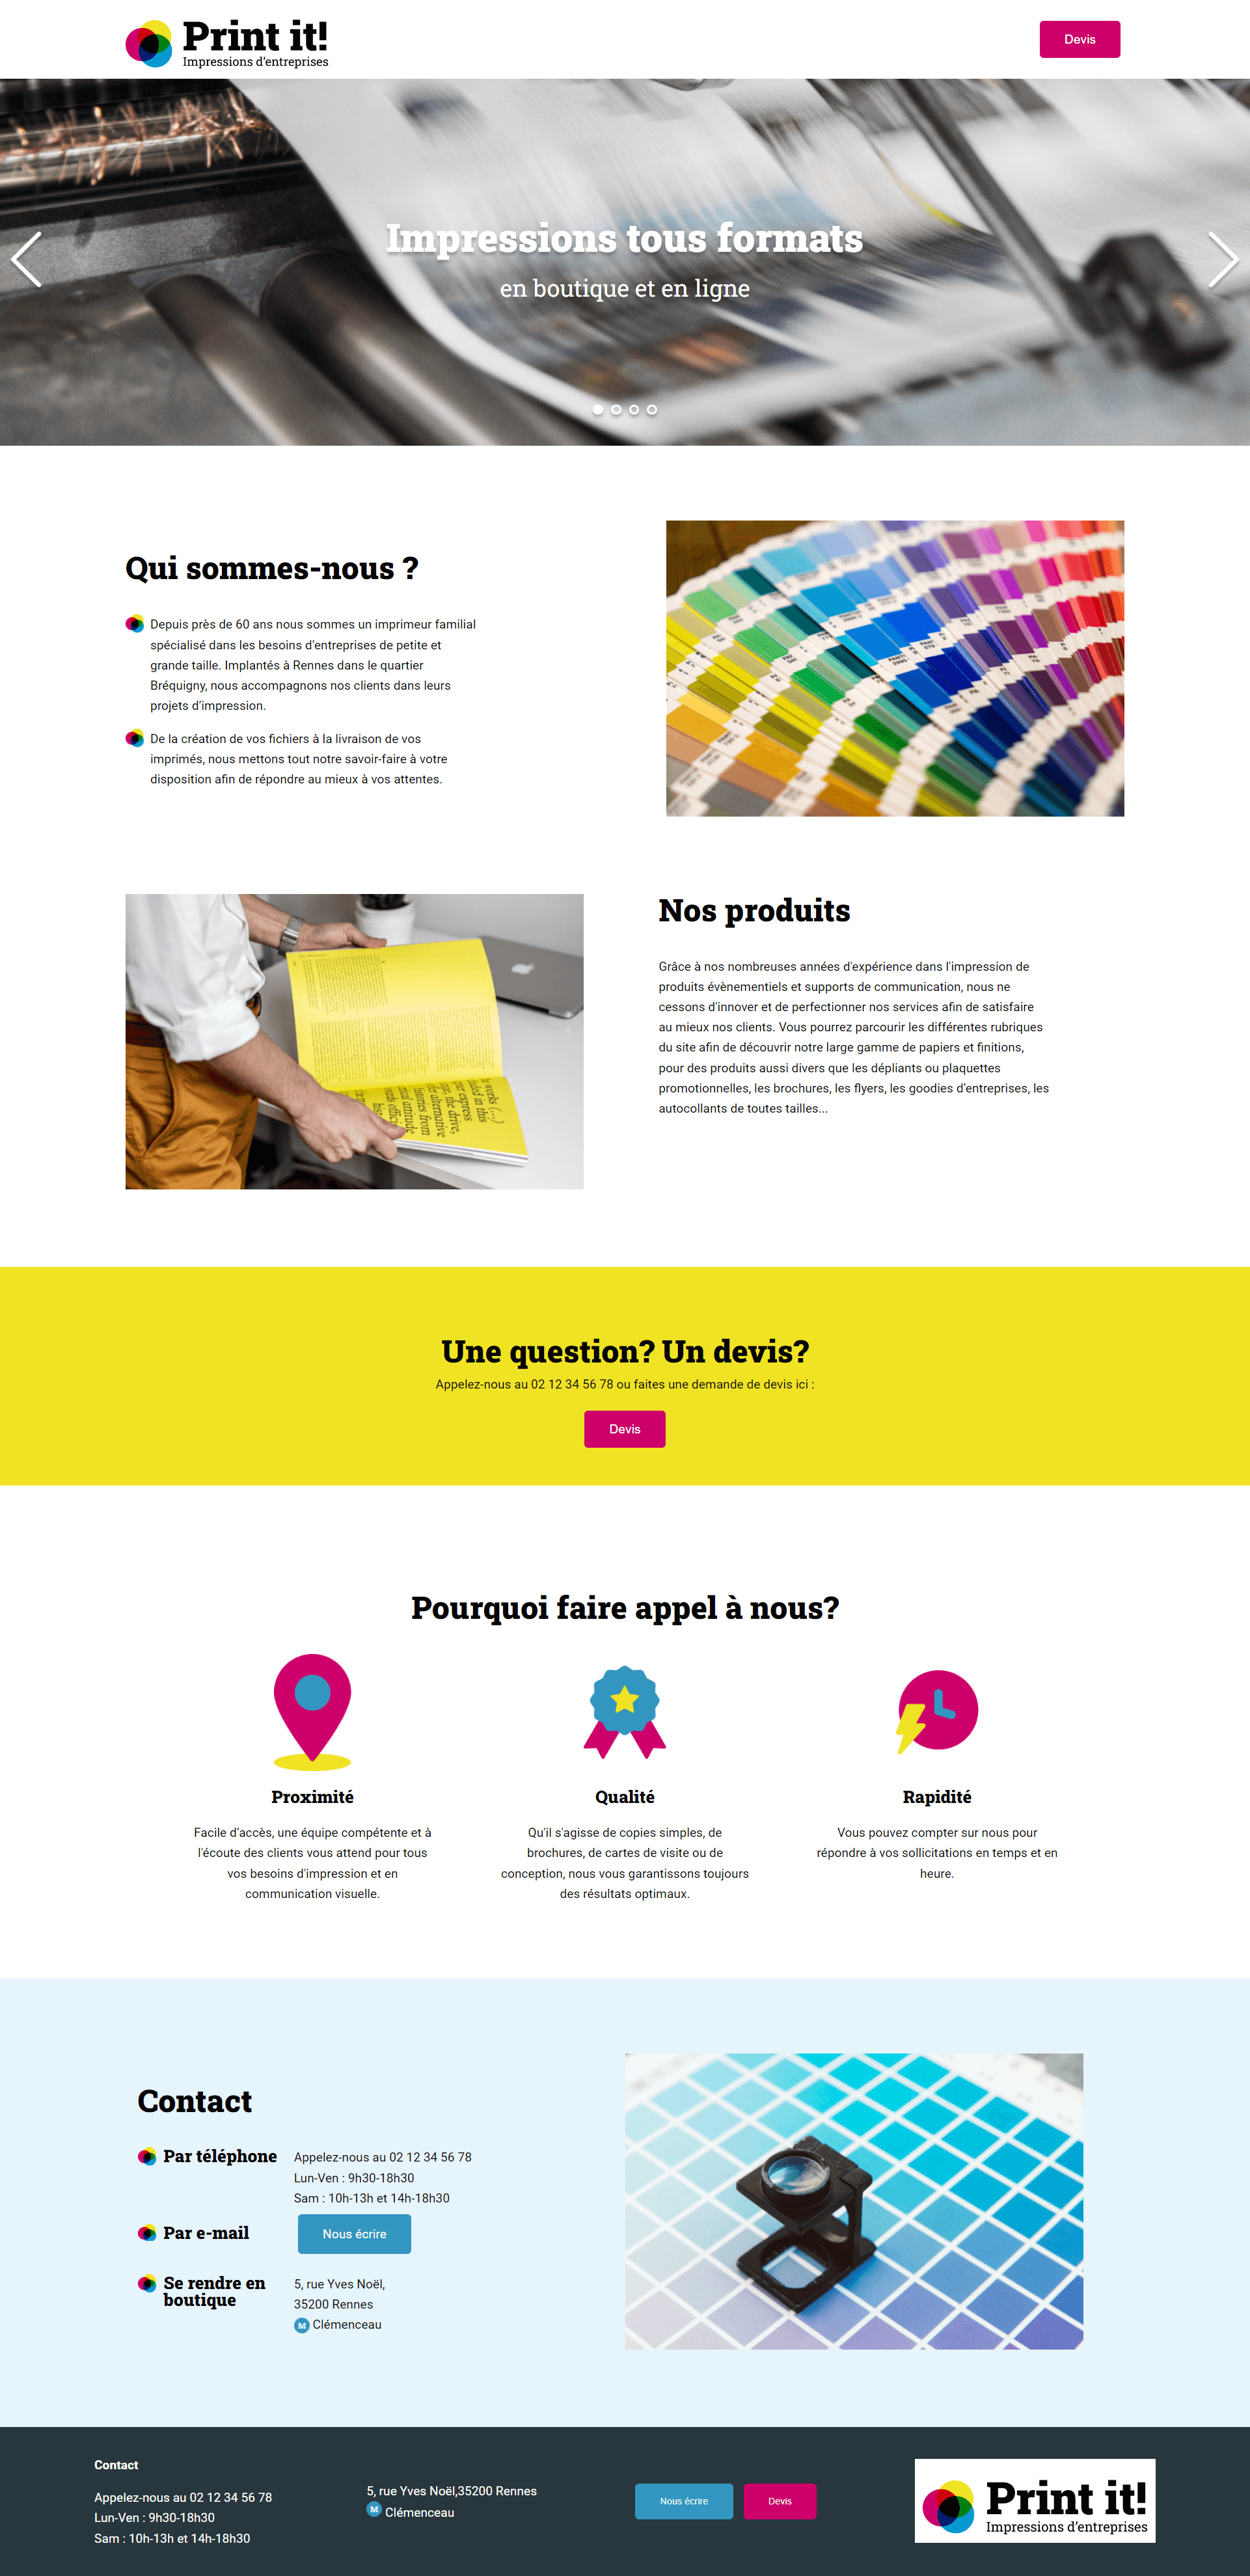 Print it!
Impressions d'entreprises
Devis
Impressions tous formats
en boutique et en ligne
Qui sommes-nous ?
Depuis près de 60 ans nous sommes un imprimeur familial
spécialisé dans les besoins d'entreprises de petite et
grande taille. Implantés à Rennes dans le quartier
Bréquigny, nous accompagnons nos clients dans leurs
projets d'impression.
De la création de vos fichiers à la livraison de vos
imprimés, nous mettons tout notre savoir-faire à votre
disposition afin de répondre au mieux à vos attentes.
Nos produits
Grâce à nos nombreuses années d'expérience dans l'impression de
produits évènementiels et supports de communication, nous ne
cessons d'innover et de perfectionner nos services afin de satisfaire
au mieux nos clients. Vous pourrez parcourir les différentes rubriques
du site afin de découvrir notre large gamme de papiers et finitions,
pour des produits aussi divers que les dépliants ou plaquettes
promotionnelles, les brochures, les flyers, les goodies d'entreprises, les
autocollants de toutes tailles...
Une question? Un devis?
Appelez-nous au 02 12 34 56 78 ou faites une demande de devis ici :
Devis
Pourquoi faire appel à nous?
Proximité
Facile d'accès, une équipe compétente et à
l'écoute des clients vous attend pour tous
vos besoins d'impression et en
communication visuelle.
Qualité
Qu'il s'agisse de copies simples, de
brochures, de cartes de visite ou de
conception, nous vous garantissons toujours
des résultats optimaux.
Rapidité
Vous pouvez compter sur nous pour
répondre à vos sollicitations en temps et en
heure.
Contact
Par téléphone
Appelez-nous au 02 12 34 56 78
Lun-Ven : 9h30-18h30
Sam : 10h-13h et 14h-18h30
Par e-mail
Nous écrire
Se rendre en
boutique
5, rue Yves Noël,
35200 Rennes
M Clémenceau
Contact
Appelez-nous au 02 12 34 56 78
Lun-Ven : 9h30-18h30
Sam : 10h-13h et 14h-18h30
5, rue Yves Noël,35200 Rennes
M Clémenceau
Nous écrire
Devis
Print it!
Impressions d'entreprises